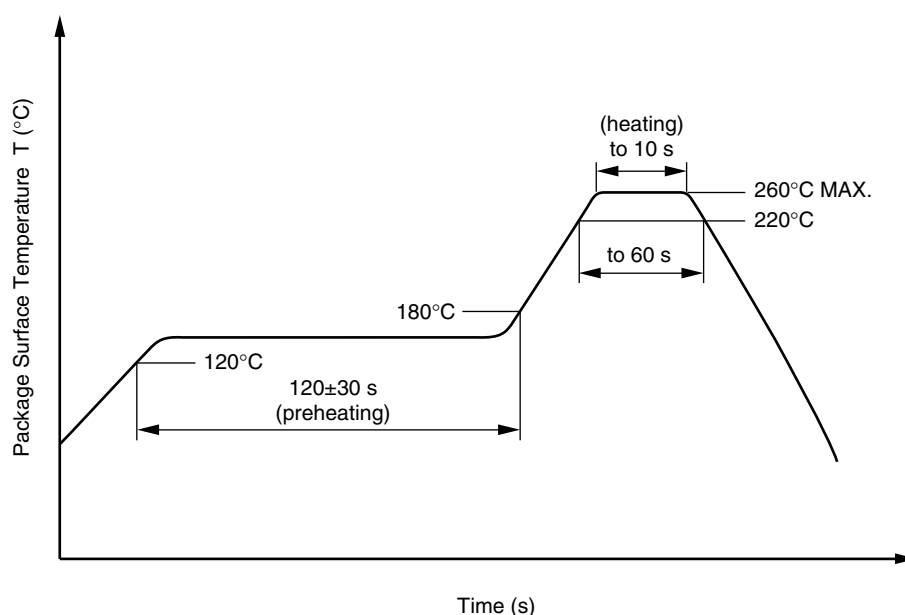 Package Surface Temperature T (°C)
(heating)
to 10 s
260°C MAX.
220°C
to 60 s
180°C
120°C
120±30 s
(preheating)
Time (s)